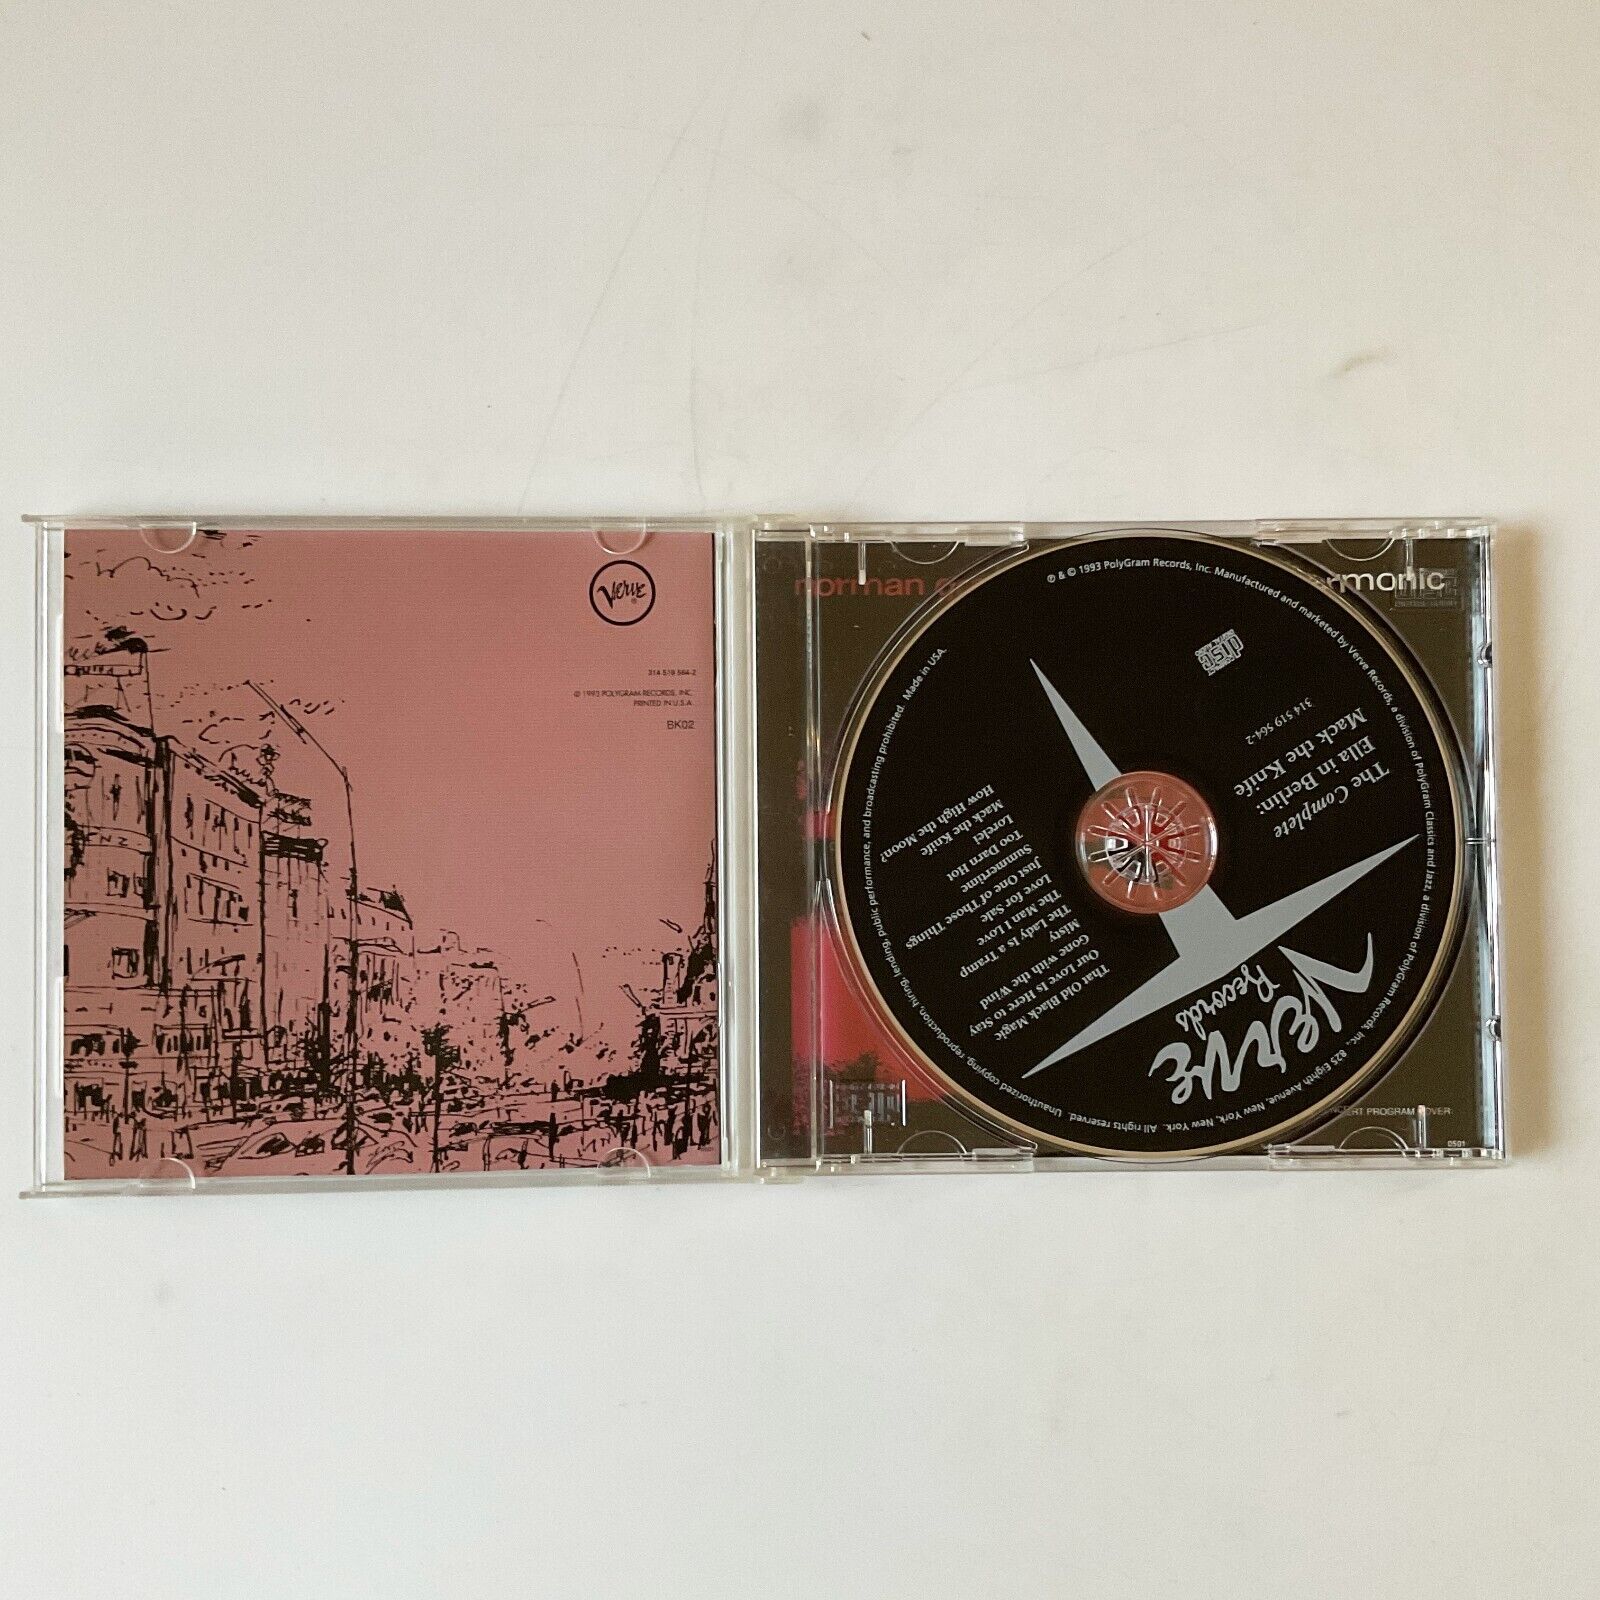 Verve
314 519 564-2
© 1993 POLYGRAM RECORDS, INC.
PRINTED IN U.S.A.
BK02
norman
rmonic
CONCERT PROGRAM COVER
0501
℗ & © 1993 PolyGram Records, Inc. Manufactured and marketed by Verve Records, a division of PolyGram Classics and Jazz, a division of PolyGram Records, Inc., 825 Eighth Avenue, New York, New York. All rights reserved. Unauthorized copying, reproduction, hiring, lending, public performance, and broadcasting prohibited. Made in USA.
Verve
Records
That Old Black Magic
Our Love is Here to Stay
Gone with the Wind
Misty
The Lady is a Tramp
The Man I Love
Love for Sale
Just One of Those Things
Summertime
Too Darn Hot
Lorelei
Mack the Knife
How High the Moon?
The Complete
Ella in Berlin:
Mack the Knife
314 519 564-2
disc